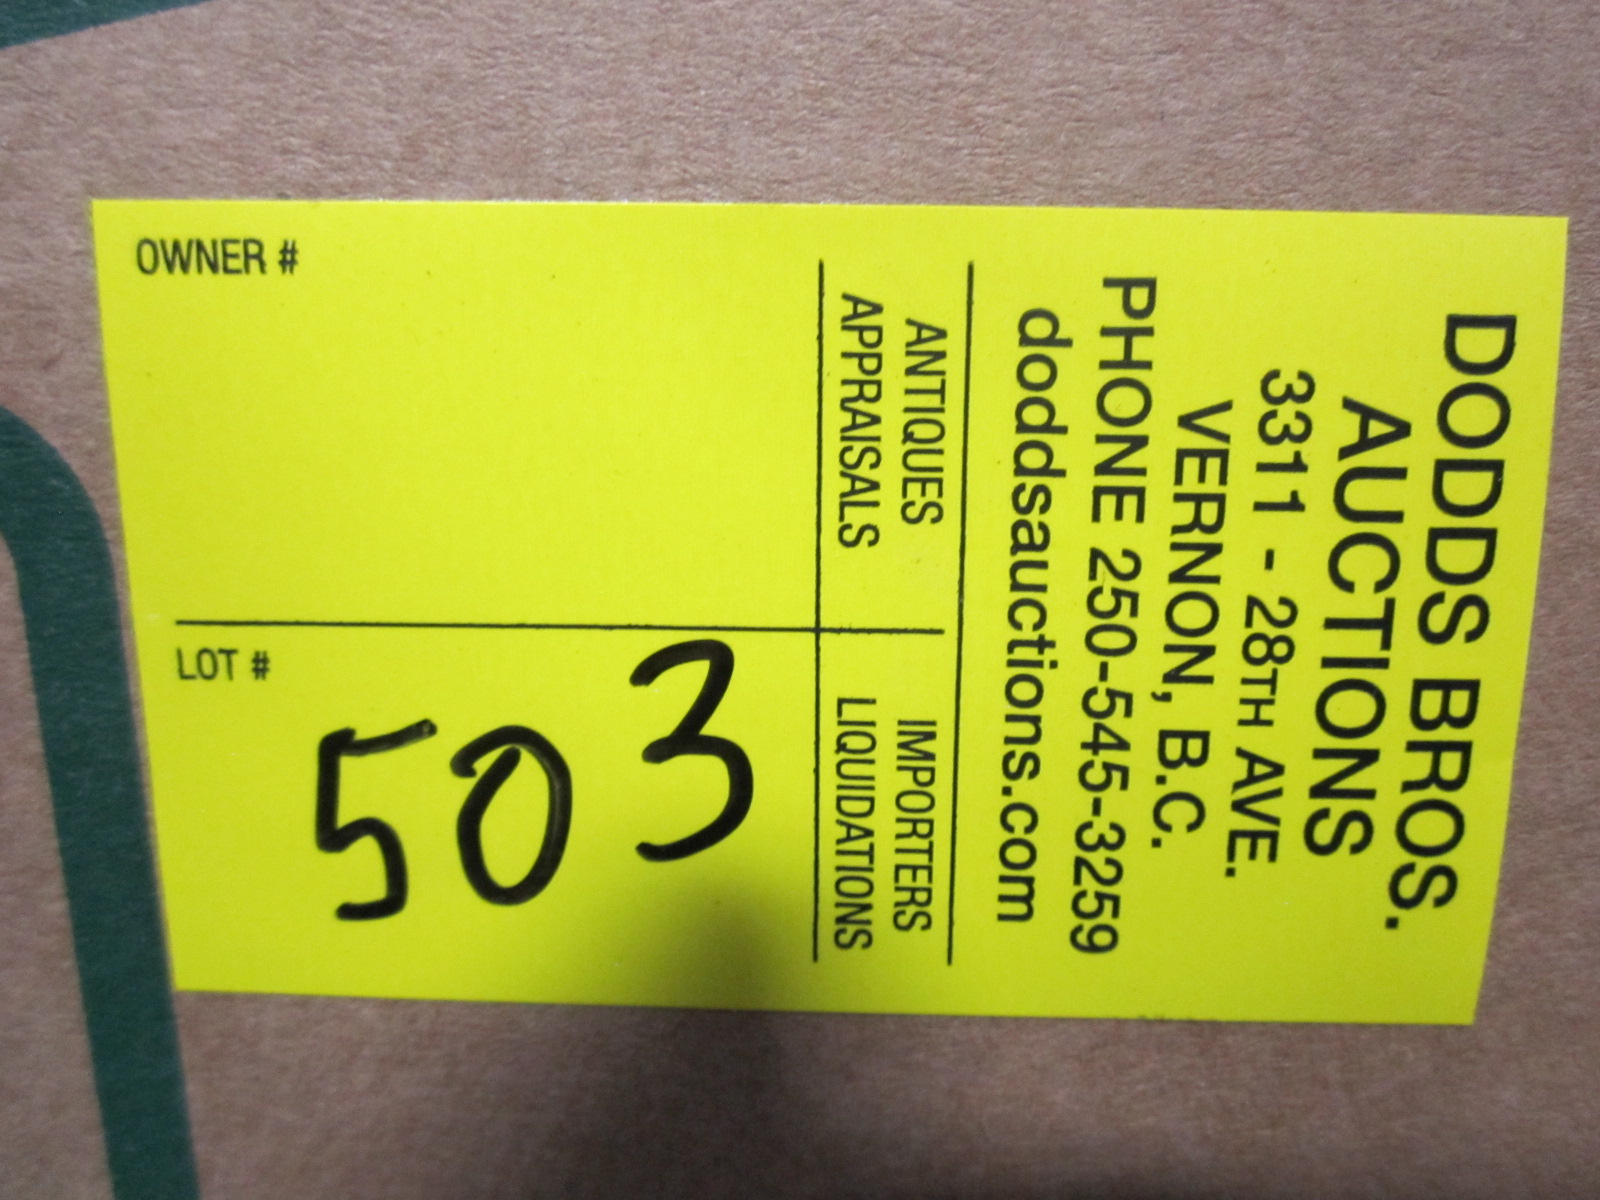 DODDS BROS.
AUCTIONS
3311 - 28TH AVE.
VERNON, B.C.
PHONE 250-545-3259
doddsauctions.com
ANTIQUES
APPRAISALS
IMPORTERS
LIQUIDATIONS
OWNER #
LOT #
503